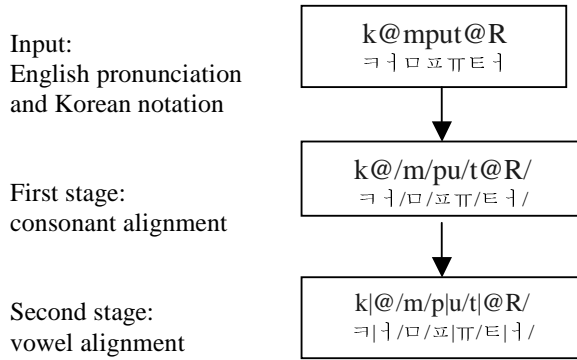 Input:
English pronunciation
and Korean notation
k@mput@R
ㅋㅓㅁㅍㅠㅌㅓ
First stage:
consonant alignment
k@/m/pu/t@R/
ㅋㅓ/ㅁ/ㅍㅠ/ㅌㅓ/
Second stage:
vowel alignment
k|@/m/p|u/t|@R/
ㅋ|ㅓ/ㅁ/ㅍ|ㅠ/ㅌ|ㅓ/